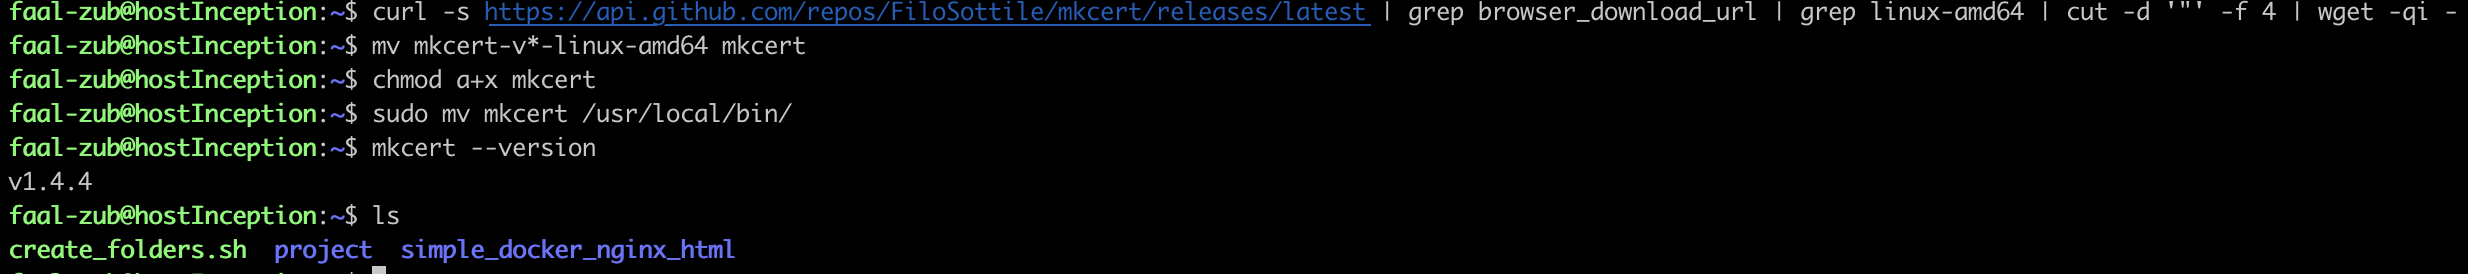 faal-zub@hostInception:~$ curl -s https://api.github.com/repos/FiloSottile/mkcert/releases/latest | grep browser_download_url | grep linux-amd64 | cut -d '"' -f 4 | wget -qi -
faal-zub@hostInception:~$ mv mkcert-v*-linux-amd64 mkcert
faal-zub@hostInception:~$ chmod a+x mkcert
faal-zub@hostInception:~$ sudo mv mkcert /usr/local/bin/
faal-zub@hostInception:~$ mkcert --version
v1.4.4
faal-zub@hostInception:~$ ls
create_folders.sh  project  simple_docker_nginx_html